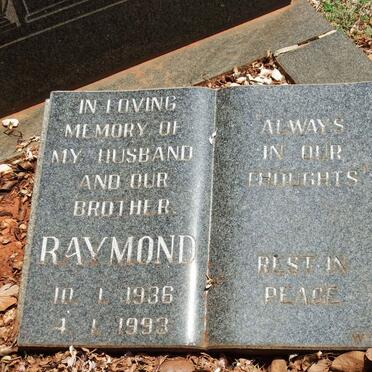 IN LOVING
MEMORY OF
MY HUSBAND
AND OUR
BROTHER
RAYMOND
10. 1. 1936
4. 1. 1993
"ALWAYS
IN OUR
THOUGHTS"
REST IN
PEACE